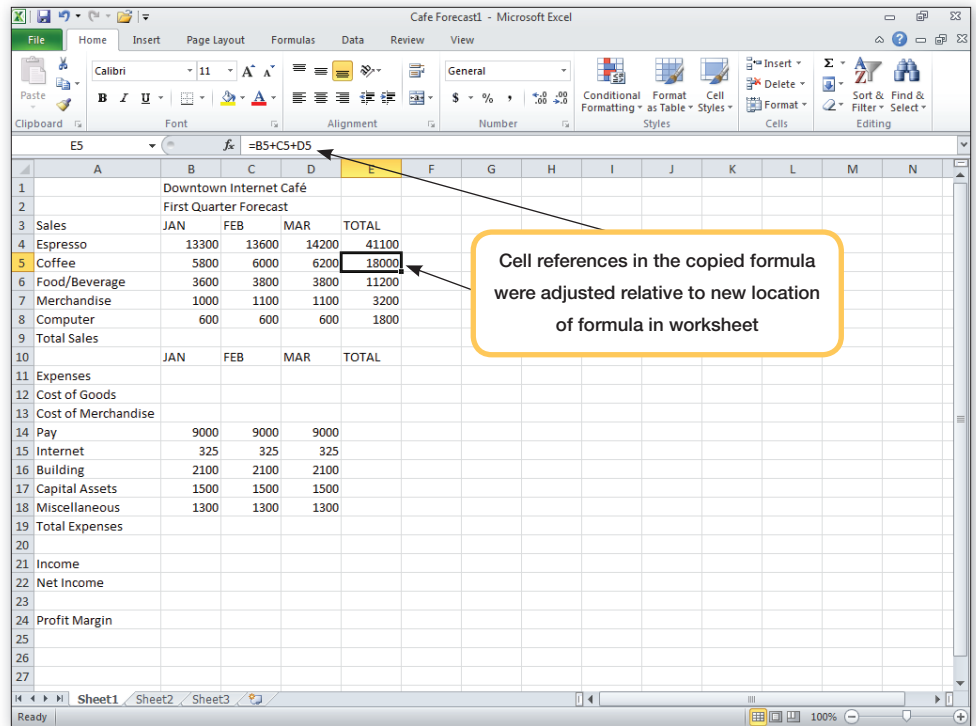 Cafe Forecast1 - Microsoft Excel
File Home Insert Page Layout Formulas Data Review View
Paste
Calibri 11 A A General
B I U A $ % , .0 .00 .00 .0
Conditional Formatting Format as Table Cell Styles
Insert
Delete
Format
Σ
Sort & Filter Find & Select
Clipboard Font Alignment Number Styles Cells Editing
E5 fx =B5+C5+D5
A B C D E F G H I J K L M N
1 Downtown Internet Café
2 First Quarter Forecast
3 Sales JAN FEB MAR TOTAL
4 Espresso 13300 13600 14200 41100
5 Coffee 5800 6000 6200 18000
6 Food/Beverage 3600 3800 3800 11200
7 Merchandise 1000 1100 1100 3200
8 Computer 600 600 600 1800
9 Total Sales
10 JAN FEB MAR TOTAL
11 Expenses
12 Cost of Goods
13 Cost of Merchandise
14 Pay 9000 9000 9000
15 Internet 325 325 325
16 Building 2100 2100 2100
17 Capital Assets 1500 1500 1500
18 Miscellaneous 1300 1300 1300
19 Total Expenses
20
21 Income
22 Net Income
23
24 Profit Margin
25
26
27
Cell references in the copied formula
were adjusted relative to new location
of formula in worksheet
Sheet1 Sheet2 Sheet3
Ready 100%